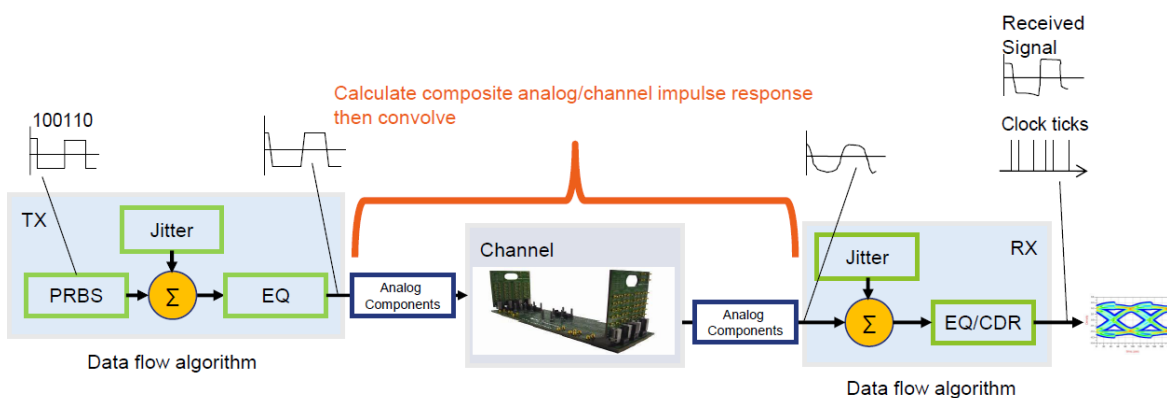 Received
Signal
Calculate composite analog/channel impulse response
then convolve
100110
Clock ticks
TX
Jitter
PRBS
Σ
EQ
Analog
Components
Channel
Analog
Components
RX
Jitter
Σ
EQ/CDR
Data flow algorithm
Data flow algorithm